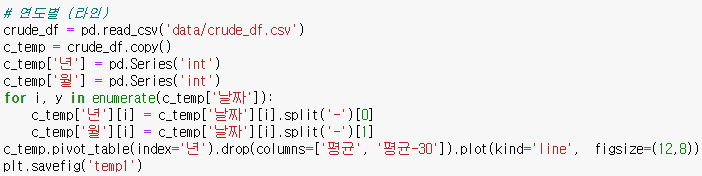 # 연도별 (라인)
crude_df = pd.read_csv('data/crude_df.csv')
c_temp = crude_df.copy()
c_temp['년'] = pd.Series('int')
c_temp['월'] = pd.Series('int')
for i, y in enumerate(c_temp['날짜']):
    c_temp['년'][i] = c_temp['날짜'][i].split('-')[0]
    c_temp['월'][i] = c_temp['날짜'][i].split('-')[1]
c_temp.pivot_table(index='년').drop(columns=['평균', '평균-30']).plot(kind='line',  figsize=(12,8))
plt.savefig('temp1')